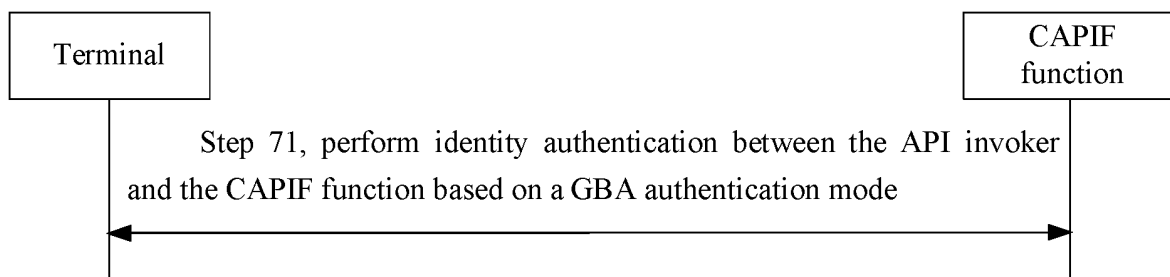 Terminal
CAPIF
function
Step 71, perform identity authentication between the API invoker
and the CAPIF function based on a GBA authentication mode